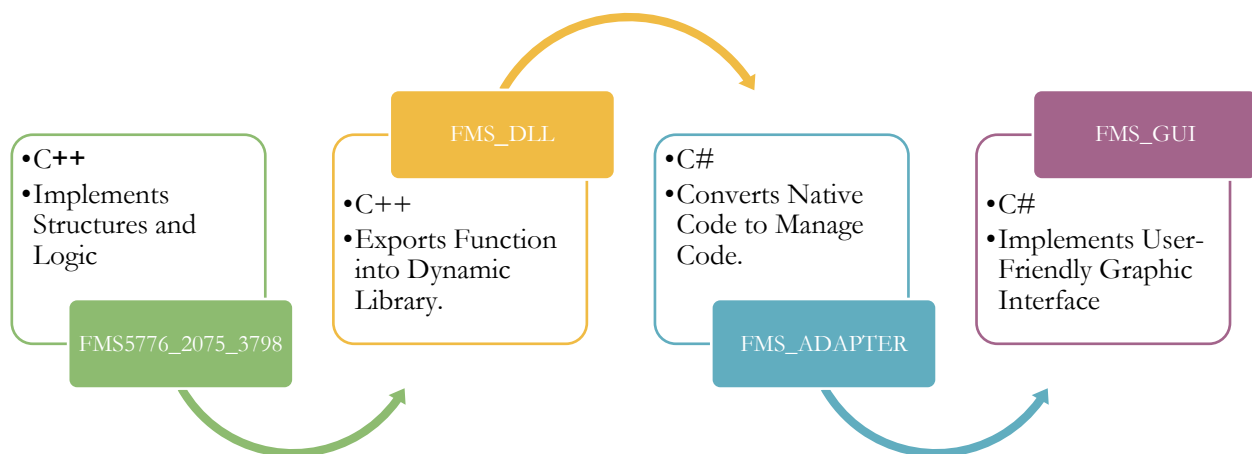 •C++
•Implements
Structures and
Logic
FMS5776_2075_3798
FMS_DLL
•C++
•Exports Function
into Dynamic
Library.
•C#
•Converts Native
Code to Manage
Code.
FMS_ADAPTER
FMS_GUI
•C#
•Implements User-
Friendly Graphic
Interface